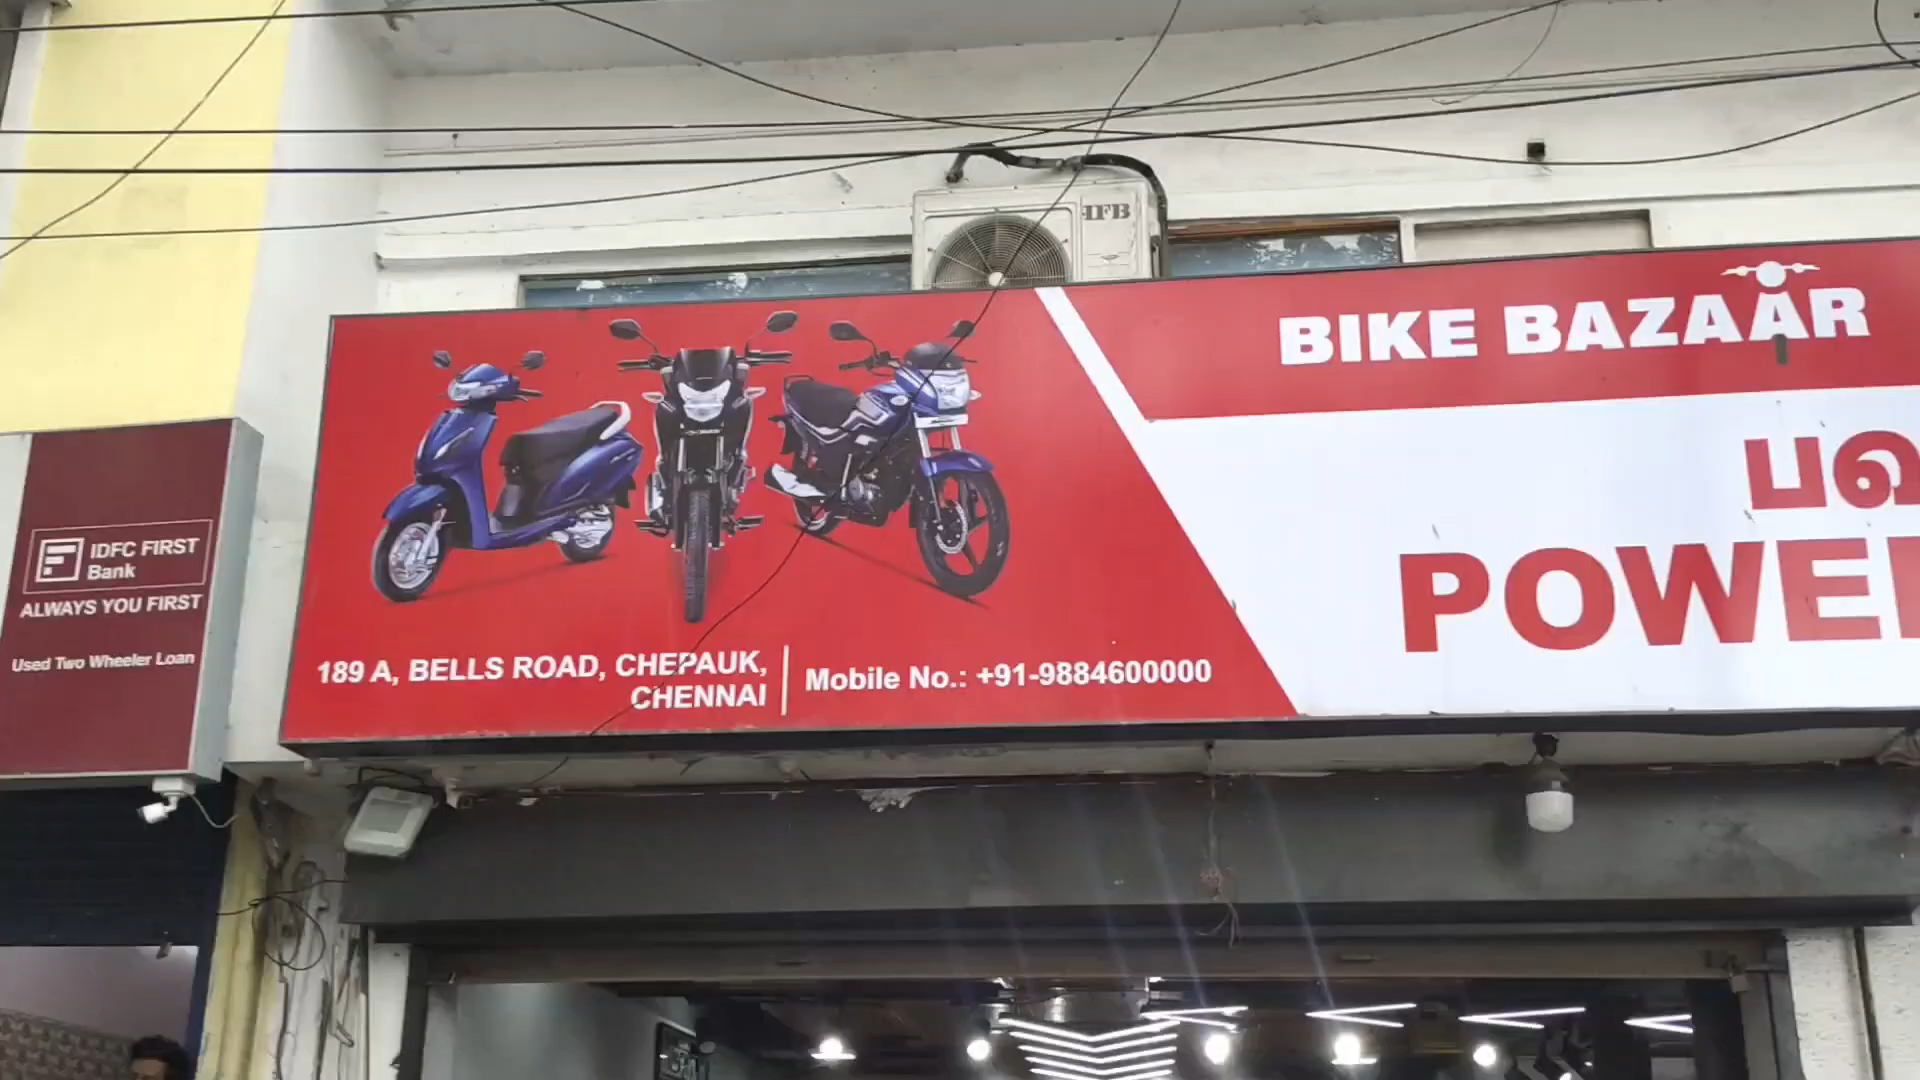 IFB
BIKE BAZAAR
POWE
189 A, BELLS ROAD, CHEPAUK,
CHENNAI
Mobile No.: +91-9884600000
IDFC FIRST
Bank
ALWAYS YOU FIRST
Used Two Wheeler Loan